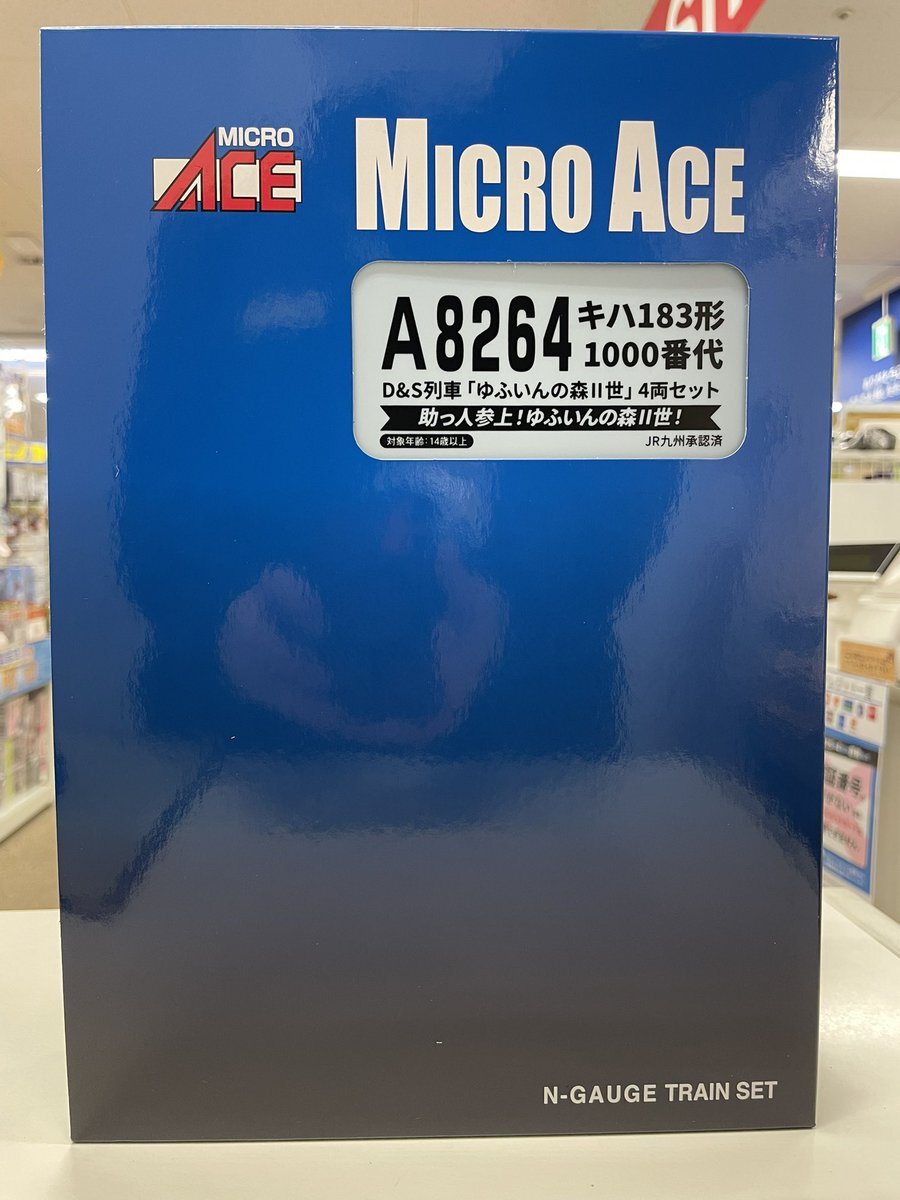 MICRO
ACE
MICRO ACE
A8264
キハ183形
1000番代
D&S列車「ゆふいんの森II世」4両セット
助っ人参上!ゆふいんの森II世!
対象年齢:14歳以上
JR九州承認済
N-GAUGE TRAIN SET
証番号